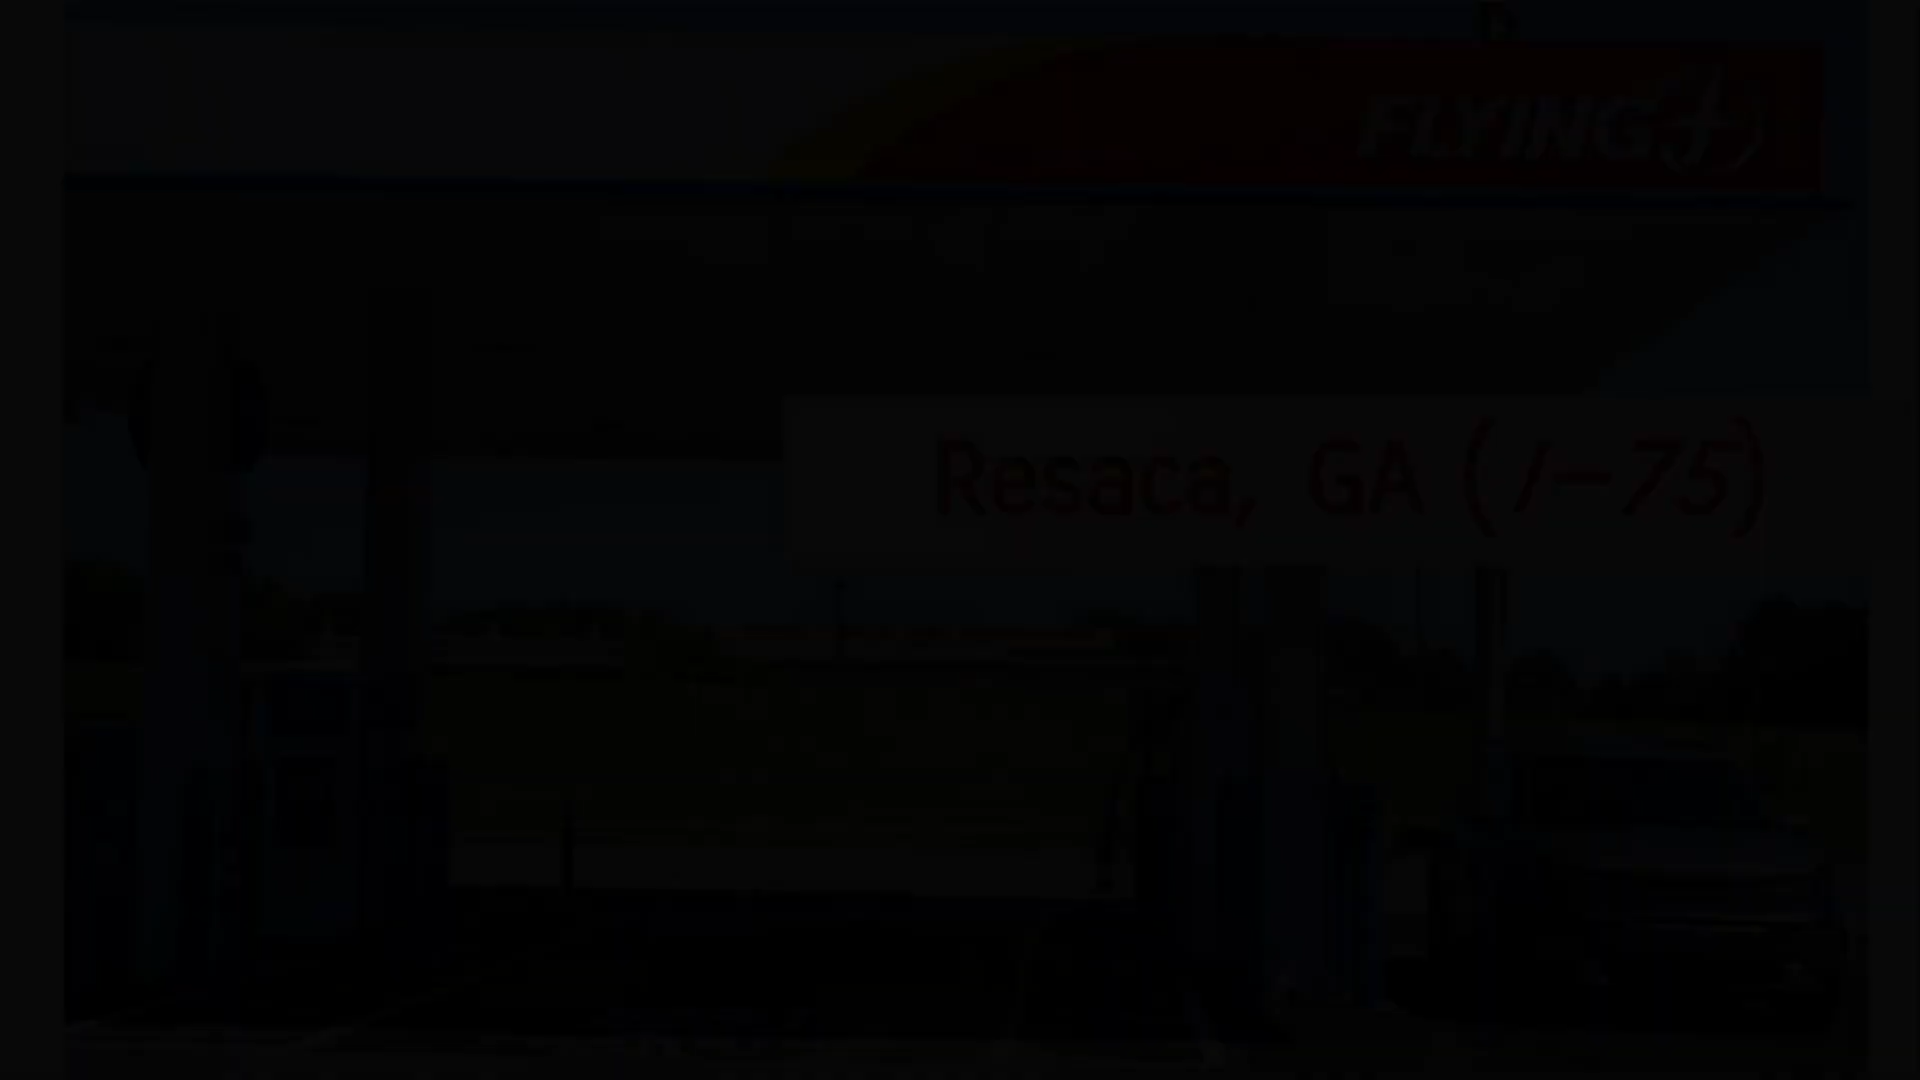 FLYING J
Resaca, GA (I-75)